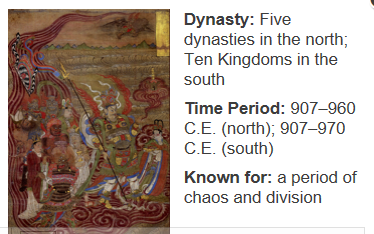 Dynasty: Five
dynasties in the north;
Ten Kingdoms in the
south
Time Period: 907–960
C.E. (north); 907–970
C.E. (south)
Known for: a period of
chaos and division